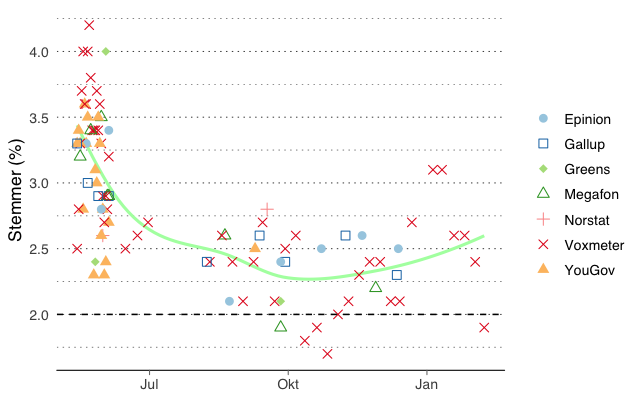 Stemmer (%)
4.0
3.5
3.0
2.5
2.0
Jul
Okt
Jan
Epinion
Gallup
Greens
Megafon
Norstat
Voxmeter
YouGov